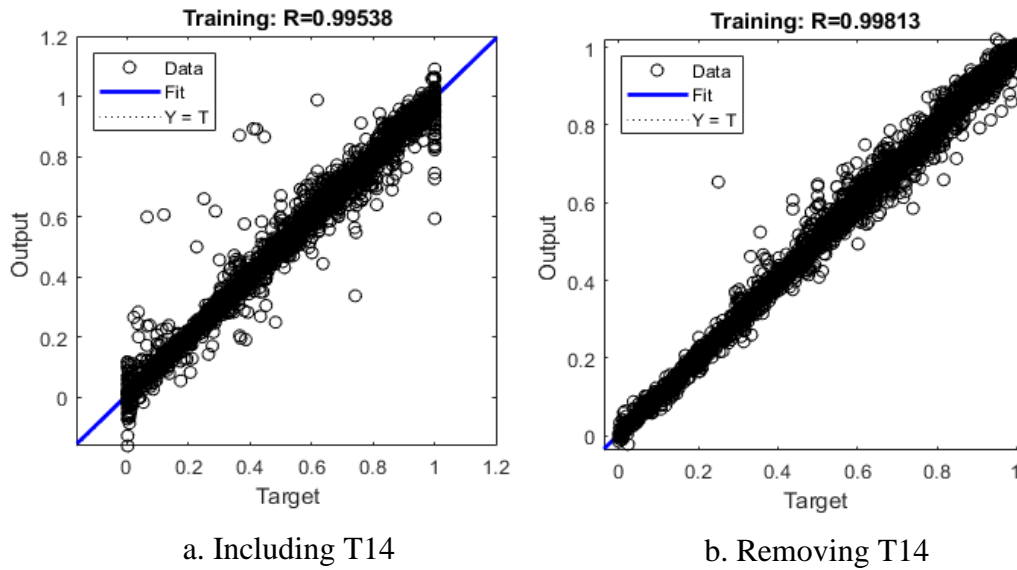 Training: R=0.99538
Data
Fit
Y = T
Output
1.2
1
0.8
0.6
0.4
0.2
0
0
0.2
0.4
0.6
0.8
1
1.2
Target
a. Including T14
Training: R=0.99813
Data
Fit
Y = T
Output
1
0.8
0.6
0.4
0.2
0
0
0.2
0.4
0.6
0.8
1
Target
b. Removing T14